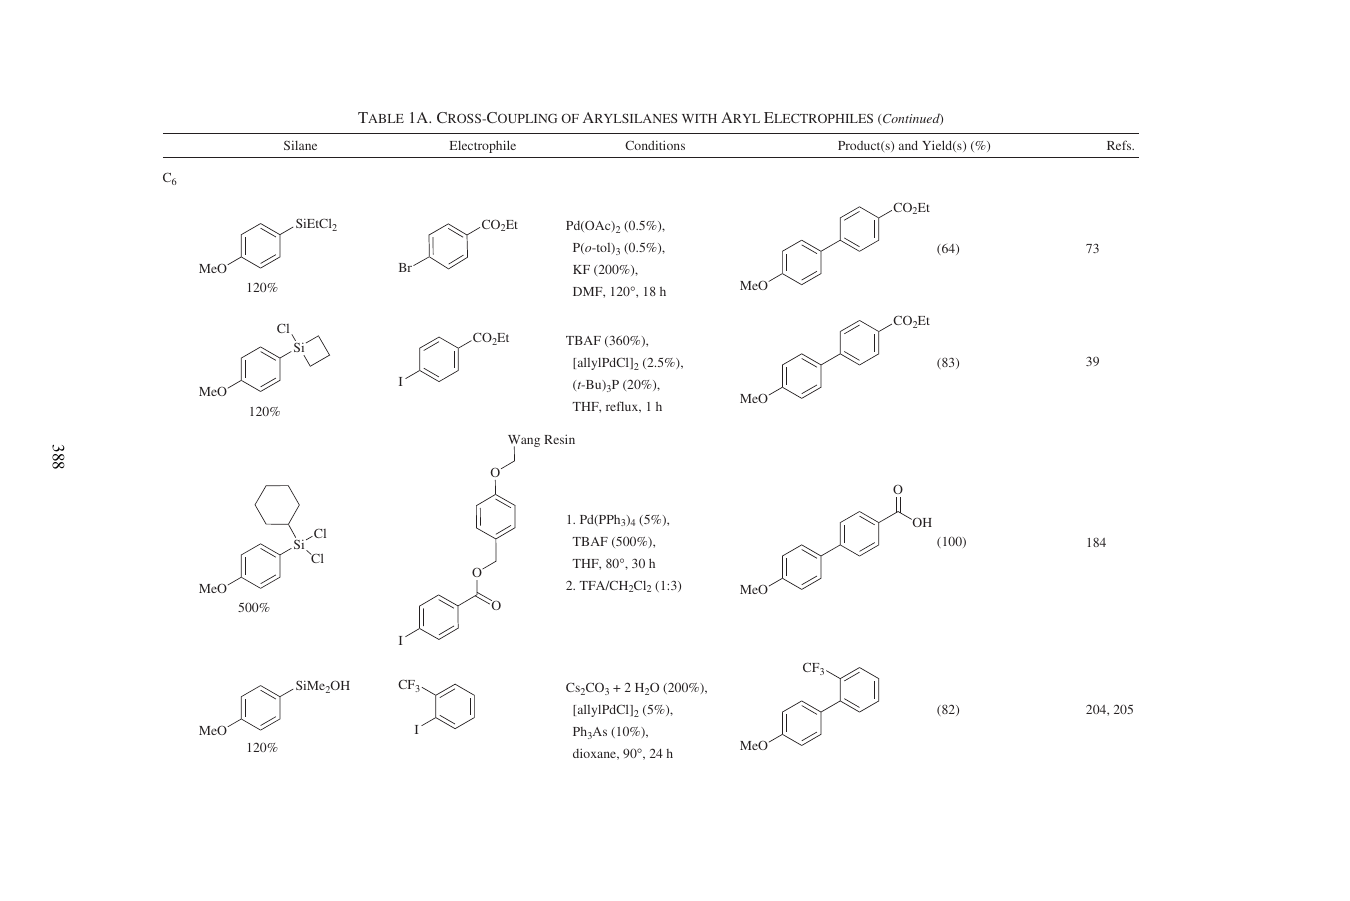 TABLE 1A. CROSS-COUPLING OF ARYLSILANES WITH ARYL ELECTROPHILES (Continued)
Silane Electrophile Conditions Product(s) and Yield(s) (%) Refs.
C6
SiEtCl2
MeO
120%
CO2Et
Br
Pd(OAc)2 (0.5%),
P(o-tol)3 (0.5%),
KF (200%),
DMF, 120°, 18 h
CO2Et
MeO
(64)
73
Cl
Si
MeO
120%
CO2Et
I
TBAF (360%),
[allylPdCl]2 (2.5%),
(t-Bu)3P (20%),
THF, reflux, 1 h
CO2Et
MeO
(83)
39
388
Si
Cl
Cl
MeO
500%
Wang Resin
O
O
O
I
1. Pd(PPh3)4 (5%),
TBAF (500%),
THF, 80°, 30 h
2. TFA/CH2Cl2 (1:3)
O
OH
MeO
(100)
184
SiMe2OH
MeO
120%
CF3
I
Cs2CO3 + 2 H2O (200%),
[allylPdCl]2 (5%),
Ph3As (10%),
dioxane, 90°, 24 h
CF3
MeO
(82)
204, 205